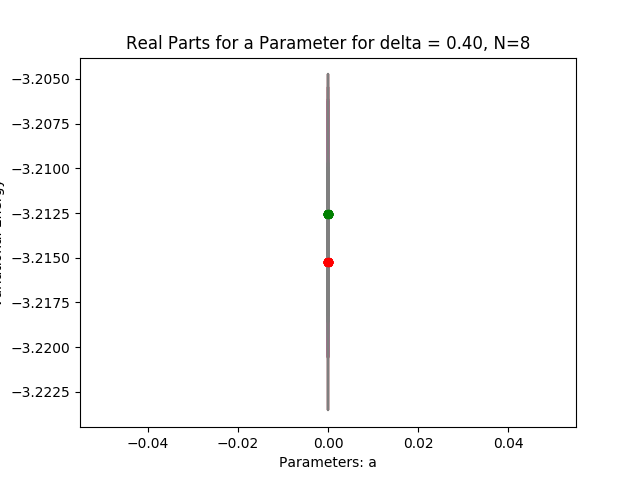 Real Parts for a Parameter for delta = 0.40, N=8
−3.2050
−3.2075
−3.2100
−3.2125
−3.2150
−3.2175
−3.2200
−3.2225
−0.04 −0.02 0.00 0.02 0.04
Parameters: a